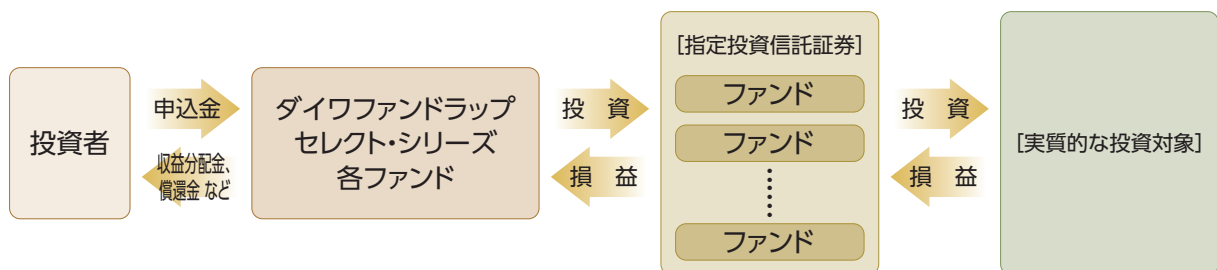 投資者
申込金
収益分配金、
償還金 など
ダイワファンドラップ
セレクト・シリーズ
各ファンド
投 資
損 益
[指定投資信託証券]
ファンド
ファンド
ファンド
投 資
損 益
[実質的な投資対象]